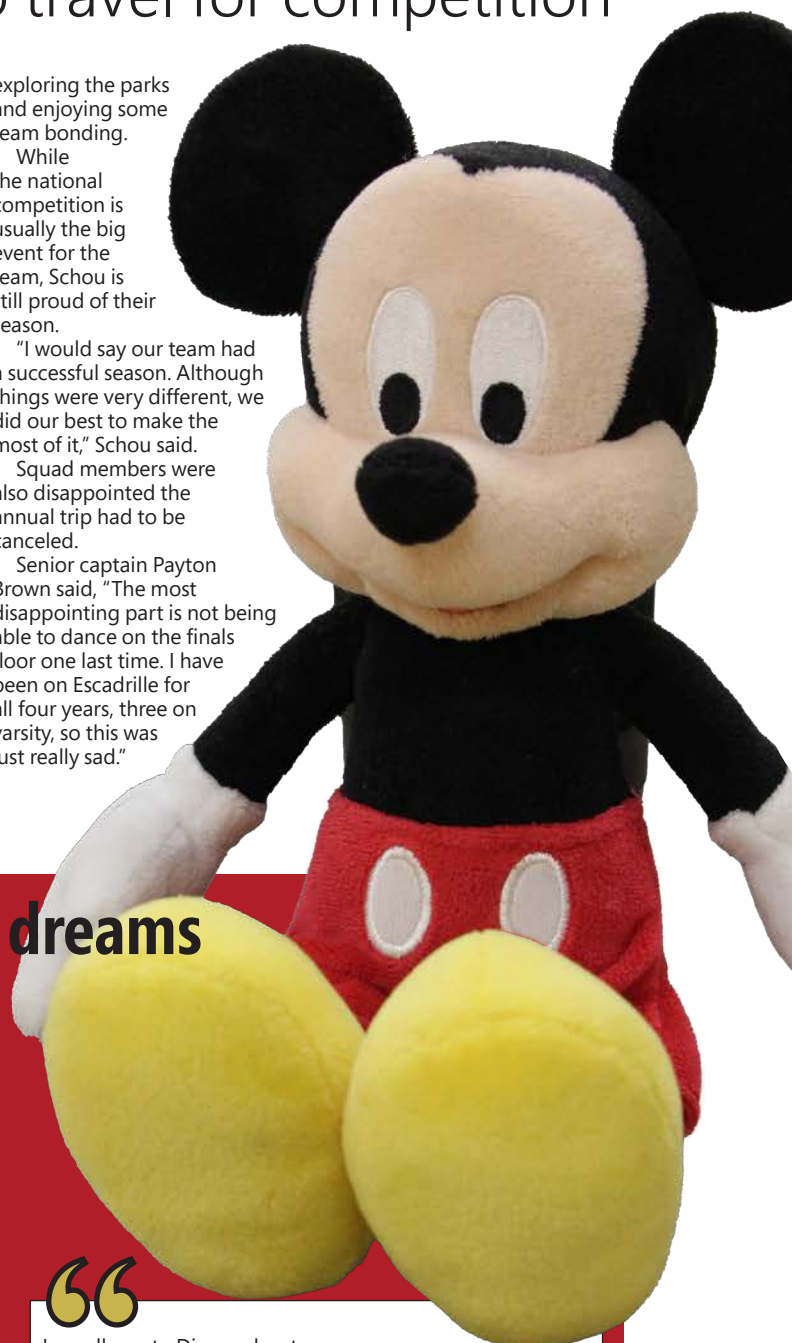 travel for competition
exploring the parks
and enjoying some
team bonding.
While
the national
competition is
usually the big
event for the
team, Schou is
still proud of their
season.
"I would say our team had
a successful season. Although
things were very different, we
did our best to make the
most of it," Schou said.
Squad members were
also disappointed the
annual trip had to be
canceled.
Senior captain Payton
Brown said, "The most
disappointing part is not being
able to dance on the finals
floor one last time. I have
been on Escadrille for
all four years, three on
varsity, so this was
just really sad."
dreams
“